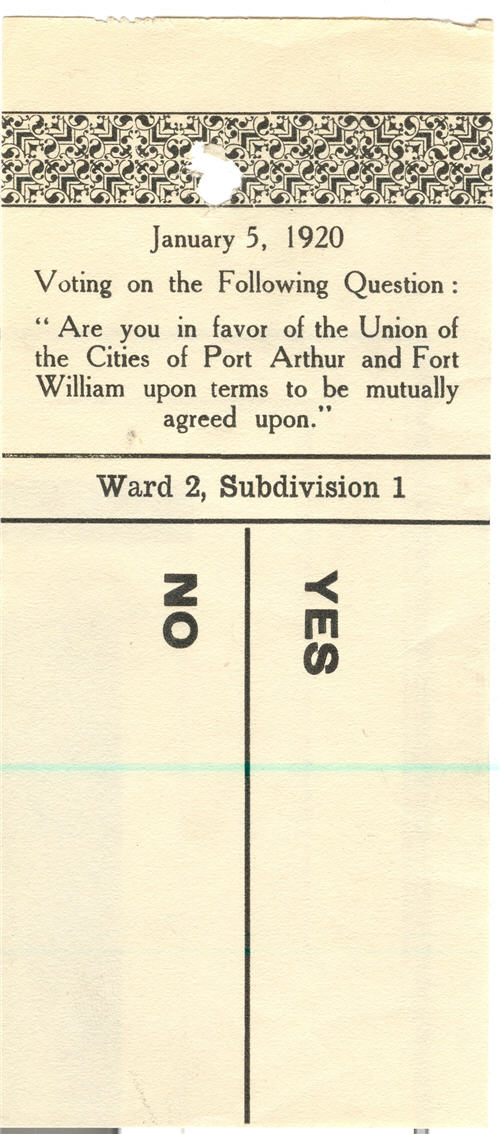 January 5, 1920
Voting on the Following Question :
“ Are you in favor of the Union of
the Cities of Port Arthur and Fort
William upon terms to be mutually
agreed upon.”
Ward 2, Subdivision 1
YES
NO